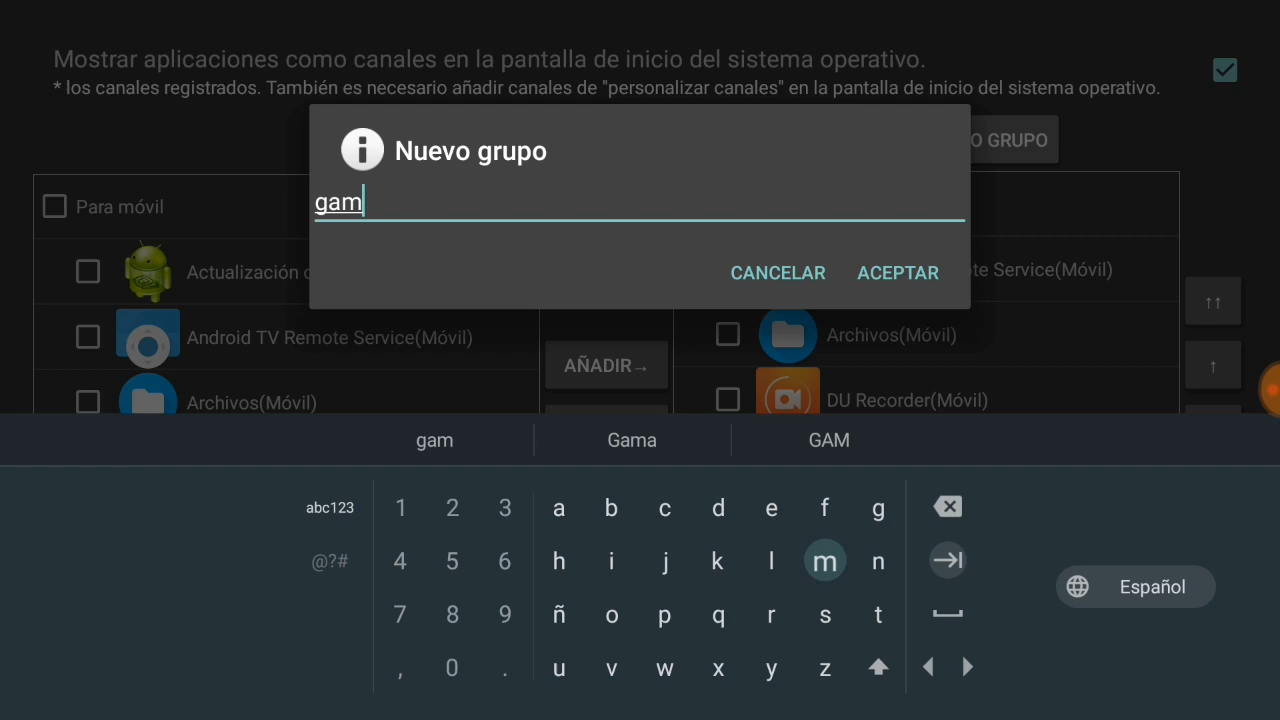 Mostrar aplicaciones como canales en la pantalla de inicio del sistema operativo.
* los canales registrados. También es necesario añadir canales de "personalizar canales" en la pantalla de inicio del sistema operativo.
Nuevo grupo
O GRUPO
gam
CANCELAR ACEPTAR
Para móvil
Actualización
Android TV Remote Service(Móvil)
Archivos(Móvil)
AÑADIR→
te Service(Móvil)
Archivos(Móvil)
DU Recorder(Móvil)
↑↑
↑
gam Gama GAM
abc123 1 2 3 a b c d e f g
@?# 4 5 6 h i j k l m n
7 8 9 ñ o p q r s t
, 0 . u v w x y z
Español